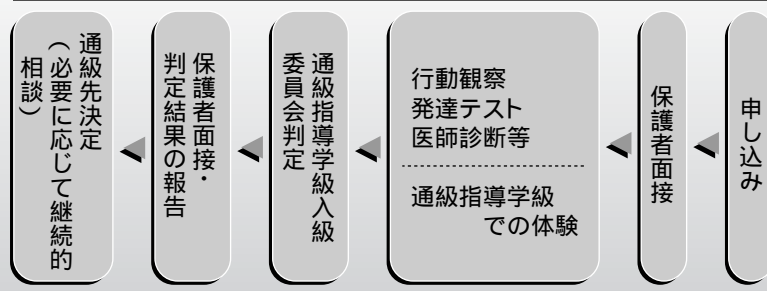 申し込み
保護者面接
行動観察
発達テスト
医師診断等
通級指導学級
での体験
通級指導学級入級
委員会判定
保護者面接・
判定結果の報告
通級先決定
(必要に応じて継続的
相談)